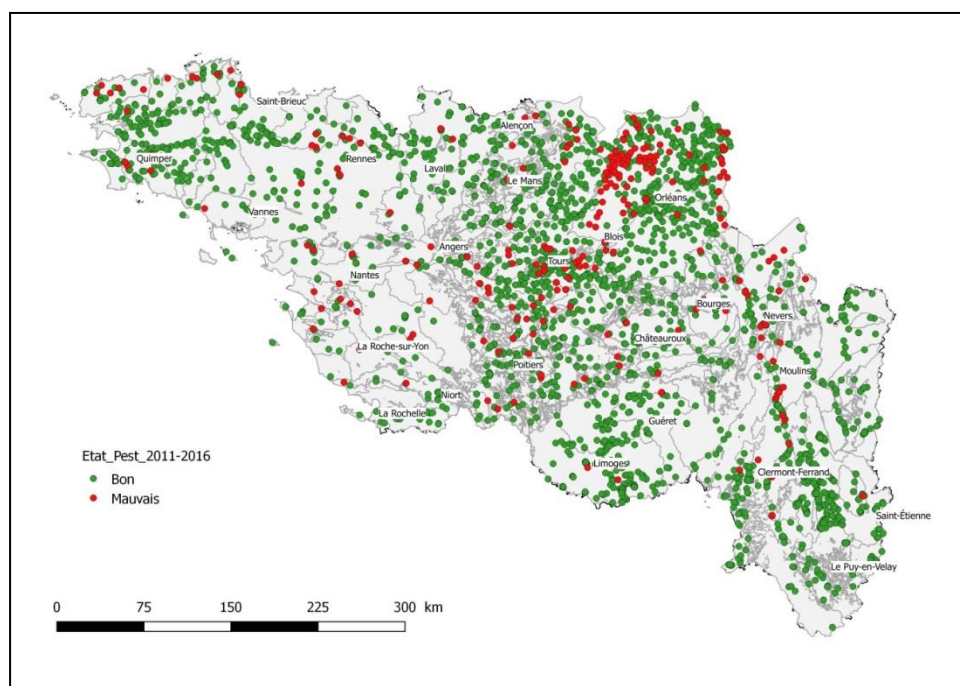 Saint-Brieuc
Alençon
Quimper
Rennes
Laval
Le Mans
Orléans
Vannes
Angers
Blois
Tours
Nantes
Bourges
Nevers
La Roche-sur-Yon
Châteauroux
Poitiers
Moulins
Niort
La Rochelle
Guéret
Etat_Pest_2011-2016
Bon
Mauvais
Limoges
Clermont-Ferrand
Saint-Étienne
Le Puy-en-Velay
0 75 150 225 300 km